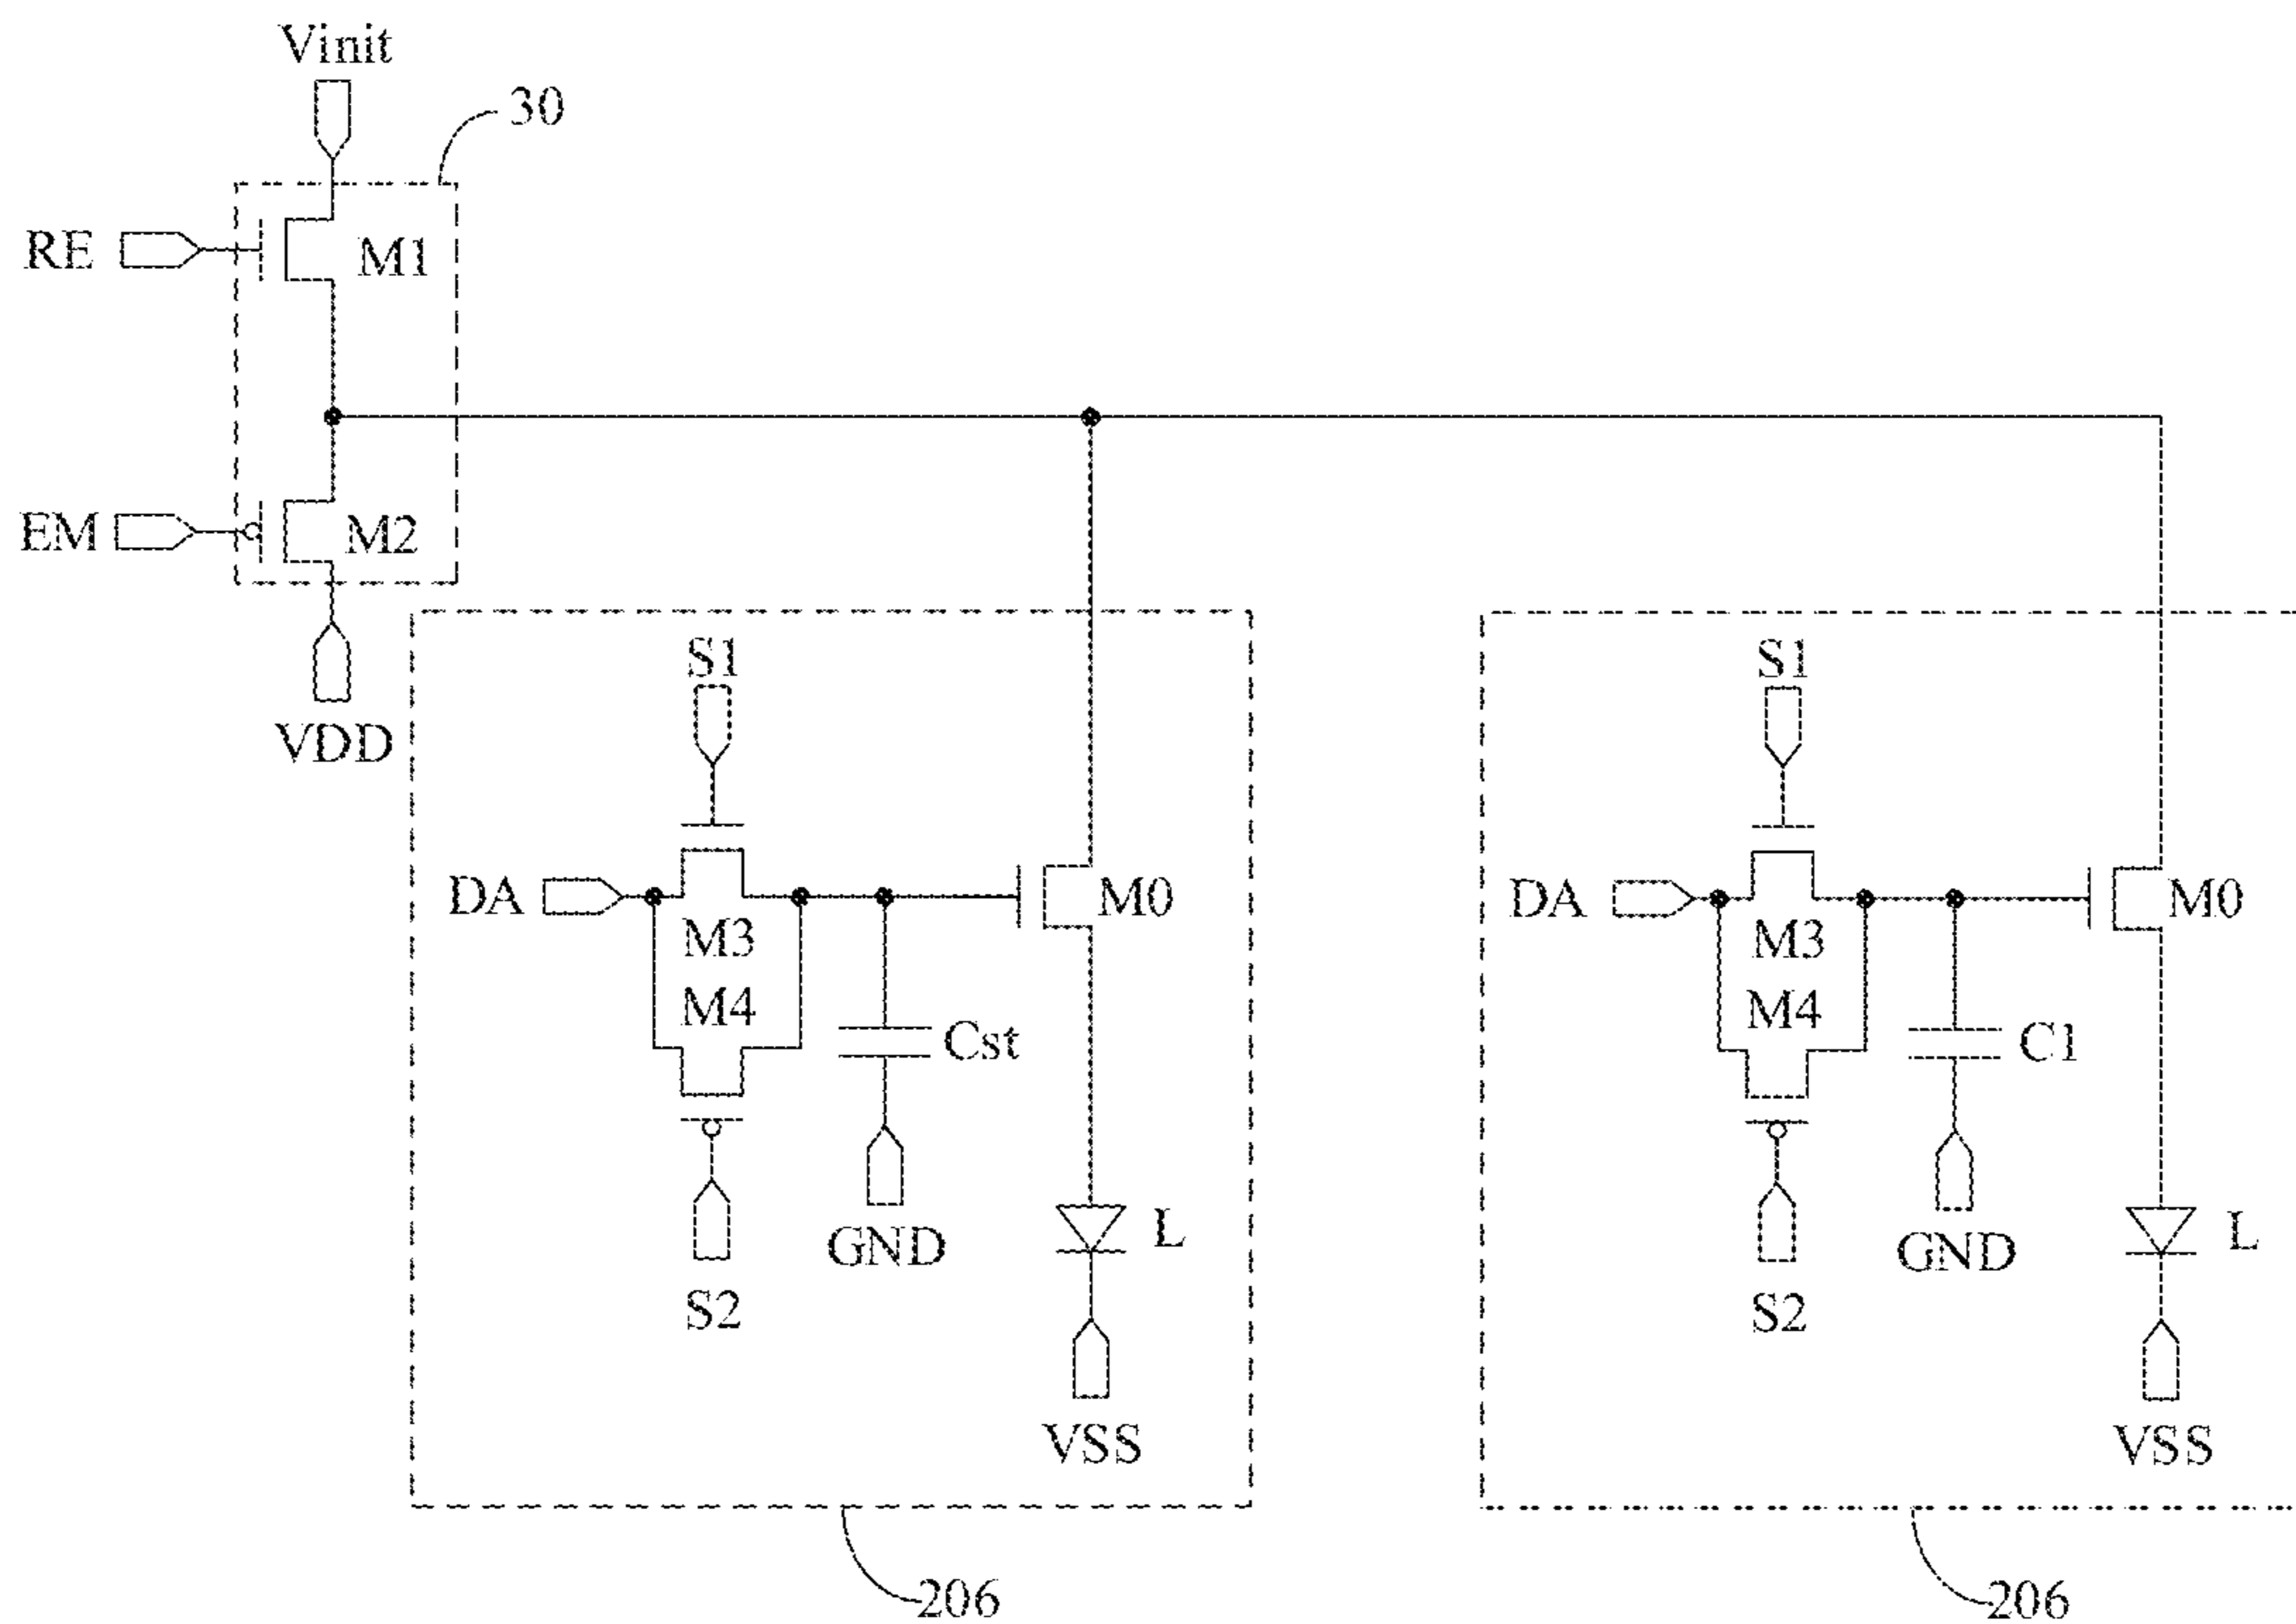 Vinit
30
RE
M1
EM
M2
VDD
S1
DA
M3
M4
M0
Cst
S2
GND
L
VSS
206
S1
DA
M3
M4
M0
C1
S2
GND
L
VSS
206